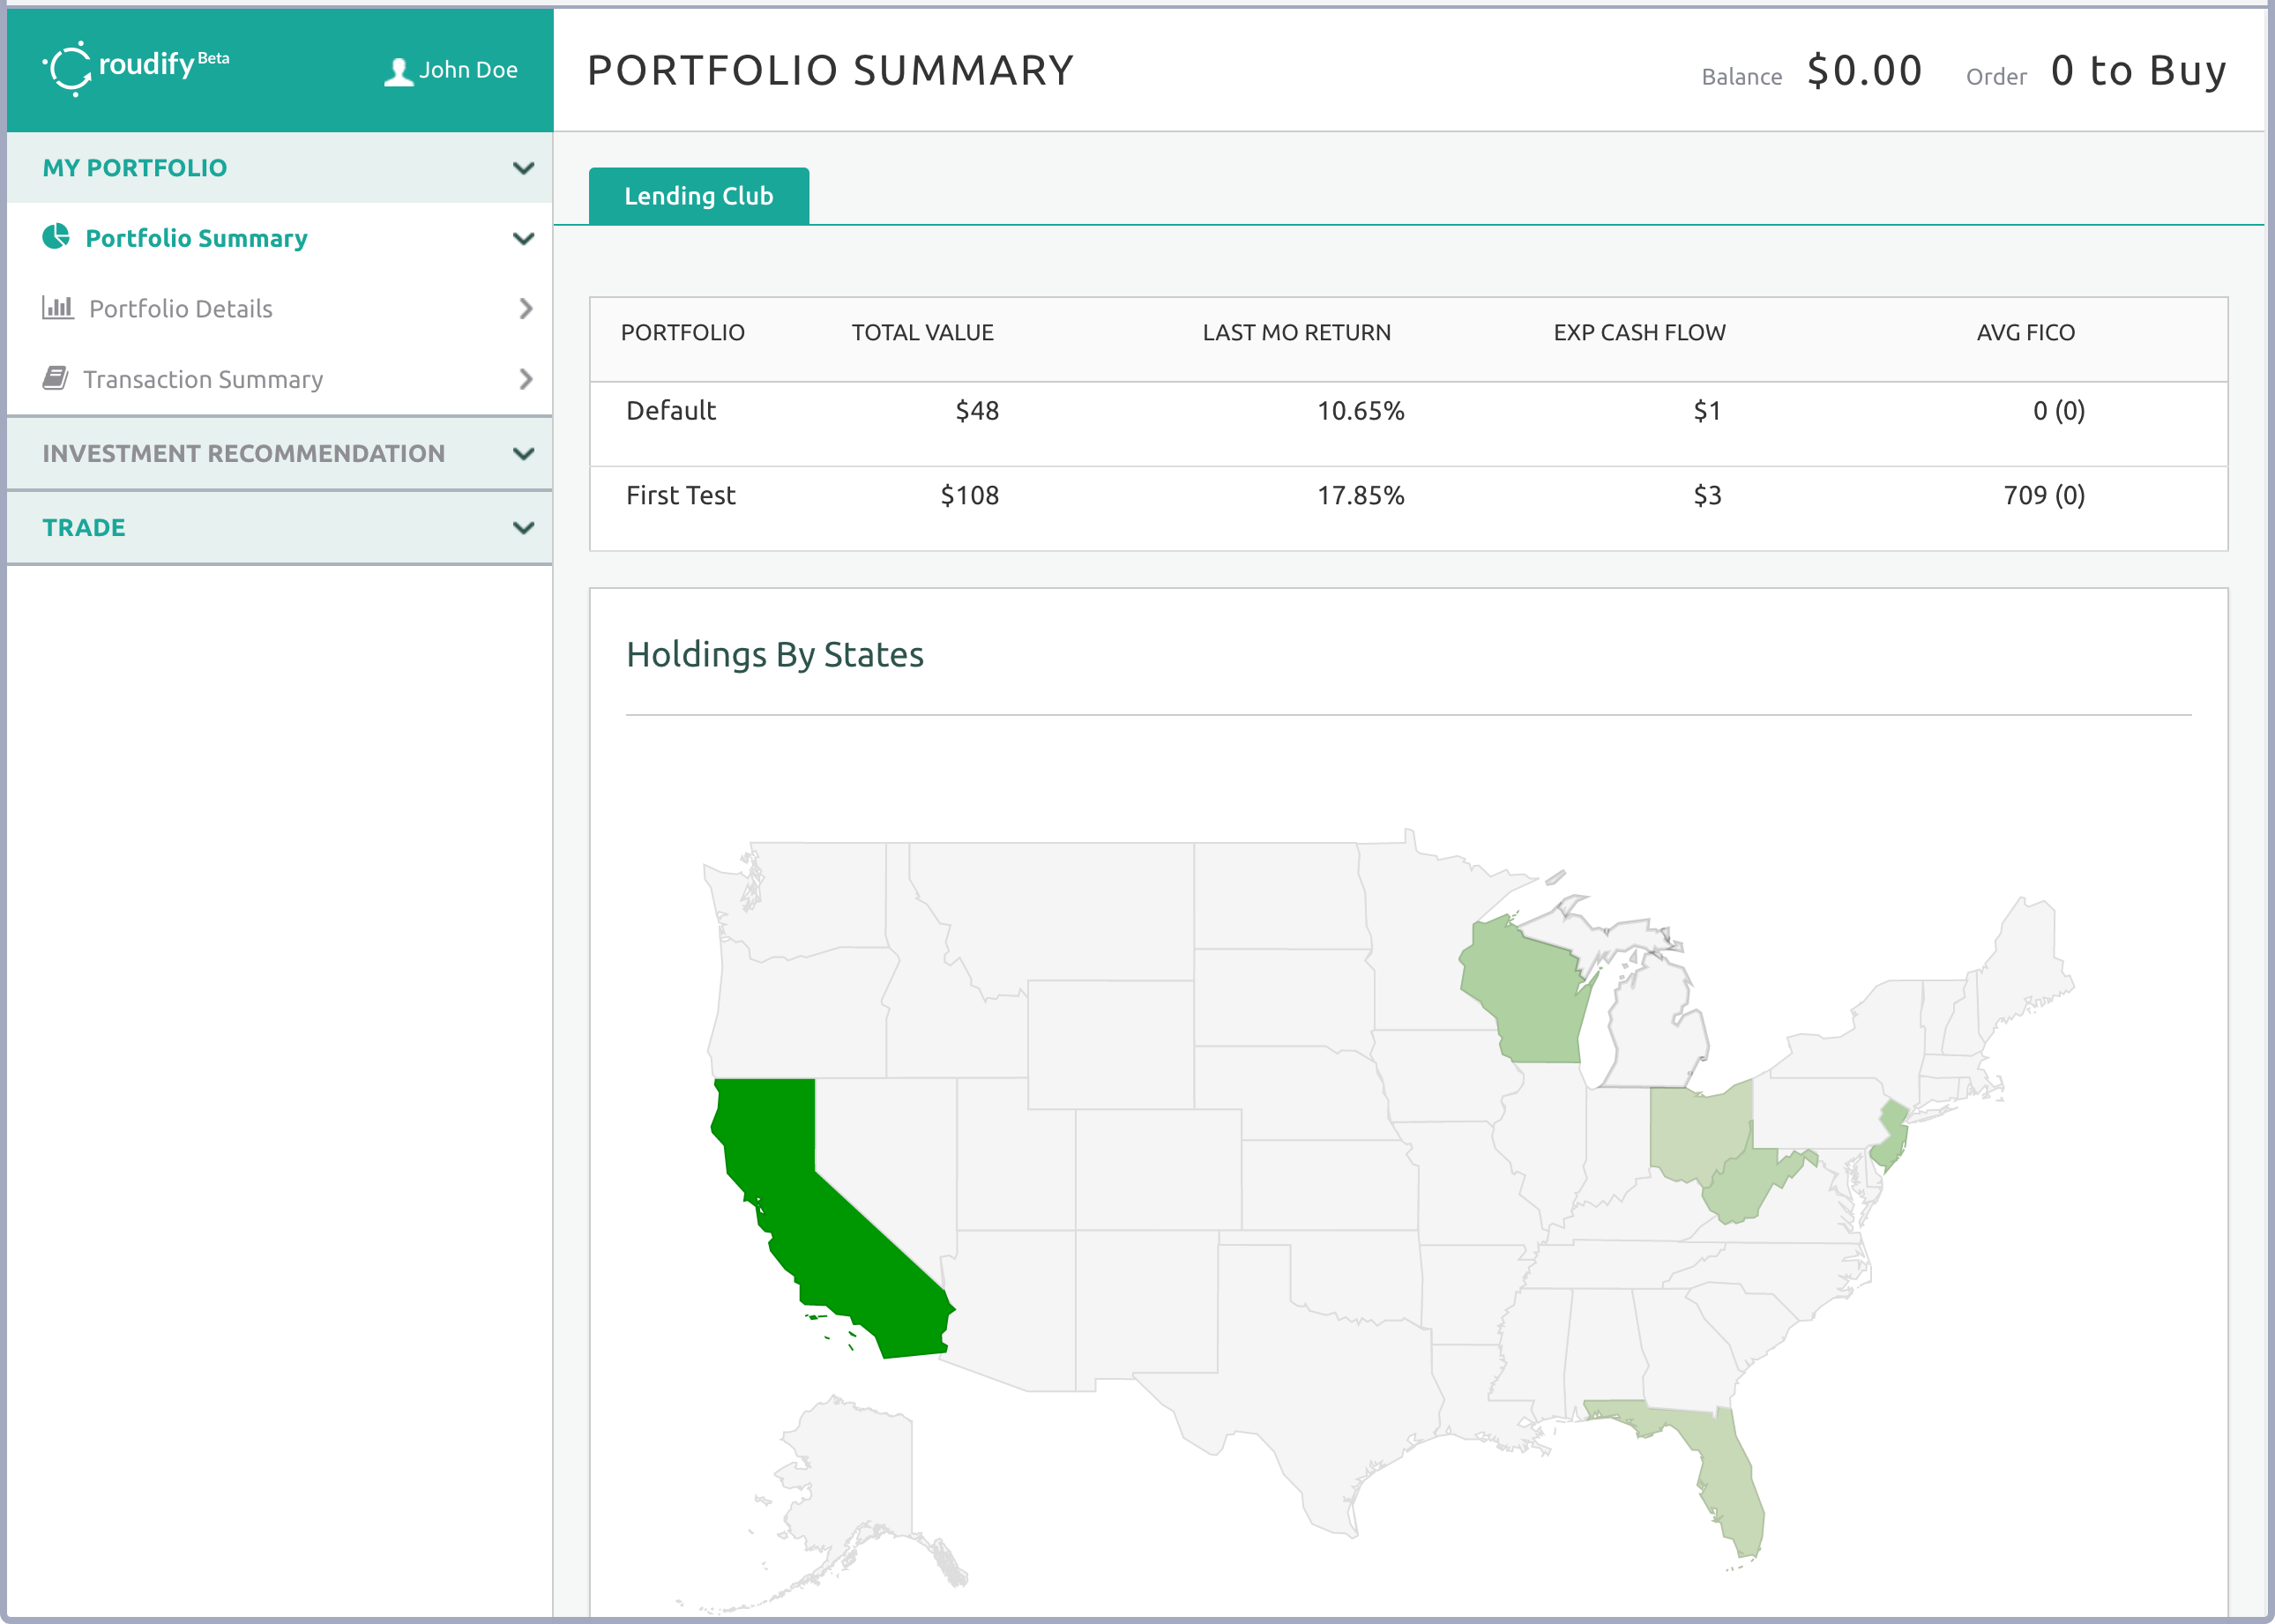 roudify Beta
John Doe
PORTFOLIO SUMMARY
Balance $0.00 Order 0 to Buy
MY PORTFOLIO
Portfolio Summary
Portfolio Details
Transaction Summary
INVESTMENT RECOMMENDATION
TRADE
Lending Club
PORTFOLIO TOTAL VALUE LAST MO RETURN EXP CASH FLOW AVG FICO
Default $48 10.65% $1 0 (0)
First Test $108 17.85% $3 709 (0)
Holdings By States